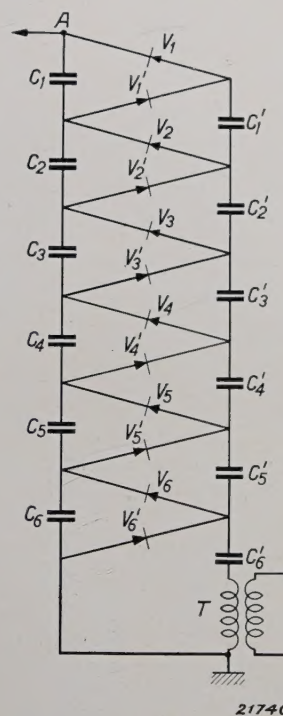 A
V₁
C₁
V₁'
C₁'
V₂
C₂
V₂'
C₂'
V₃
C₃
V₃'
C₃'
V₄
C₄
V₄'
C₄'
V₅
C₅
V₅'
C₅'
V₆
C₆
V₆'
C₆'
T